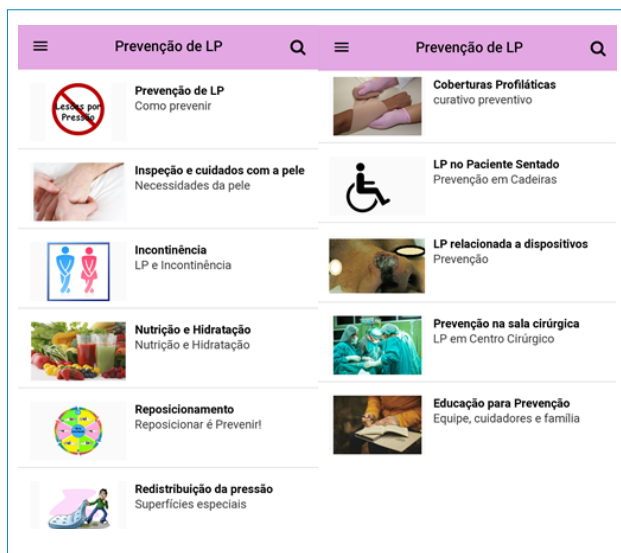 Prevenção de LP
Lesões por
Pressão
Prevenção de LP
Como prevenir
Inspeção e cuidados com a pele
Necessidades da pele
Incontinência
LP e Incontinência
Nutrição e Hidratação
Nutrição e Hidratação
Reposicionamento
Reposicionar é Prevenir!
Redistribuição da pressão
Superfícies especiais
Prevenção de LP
Coberturas Profiláticas
curativo preventivo
LP no Paciente Sentado
Prevenção em Cadeiras
LP relacionada a dispositivos
Prevenção
Prevenção na sala cirúrgica
LP em Centro Cirúrgico
Educação para Prevenção
Equipe, cuidadores e família